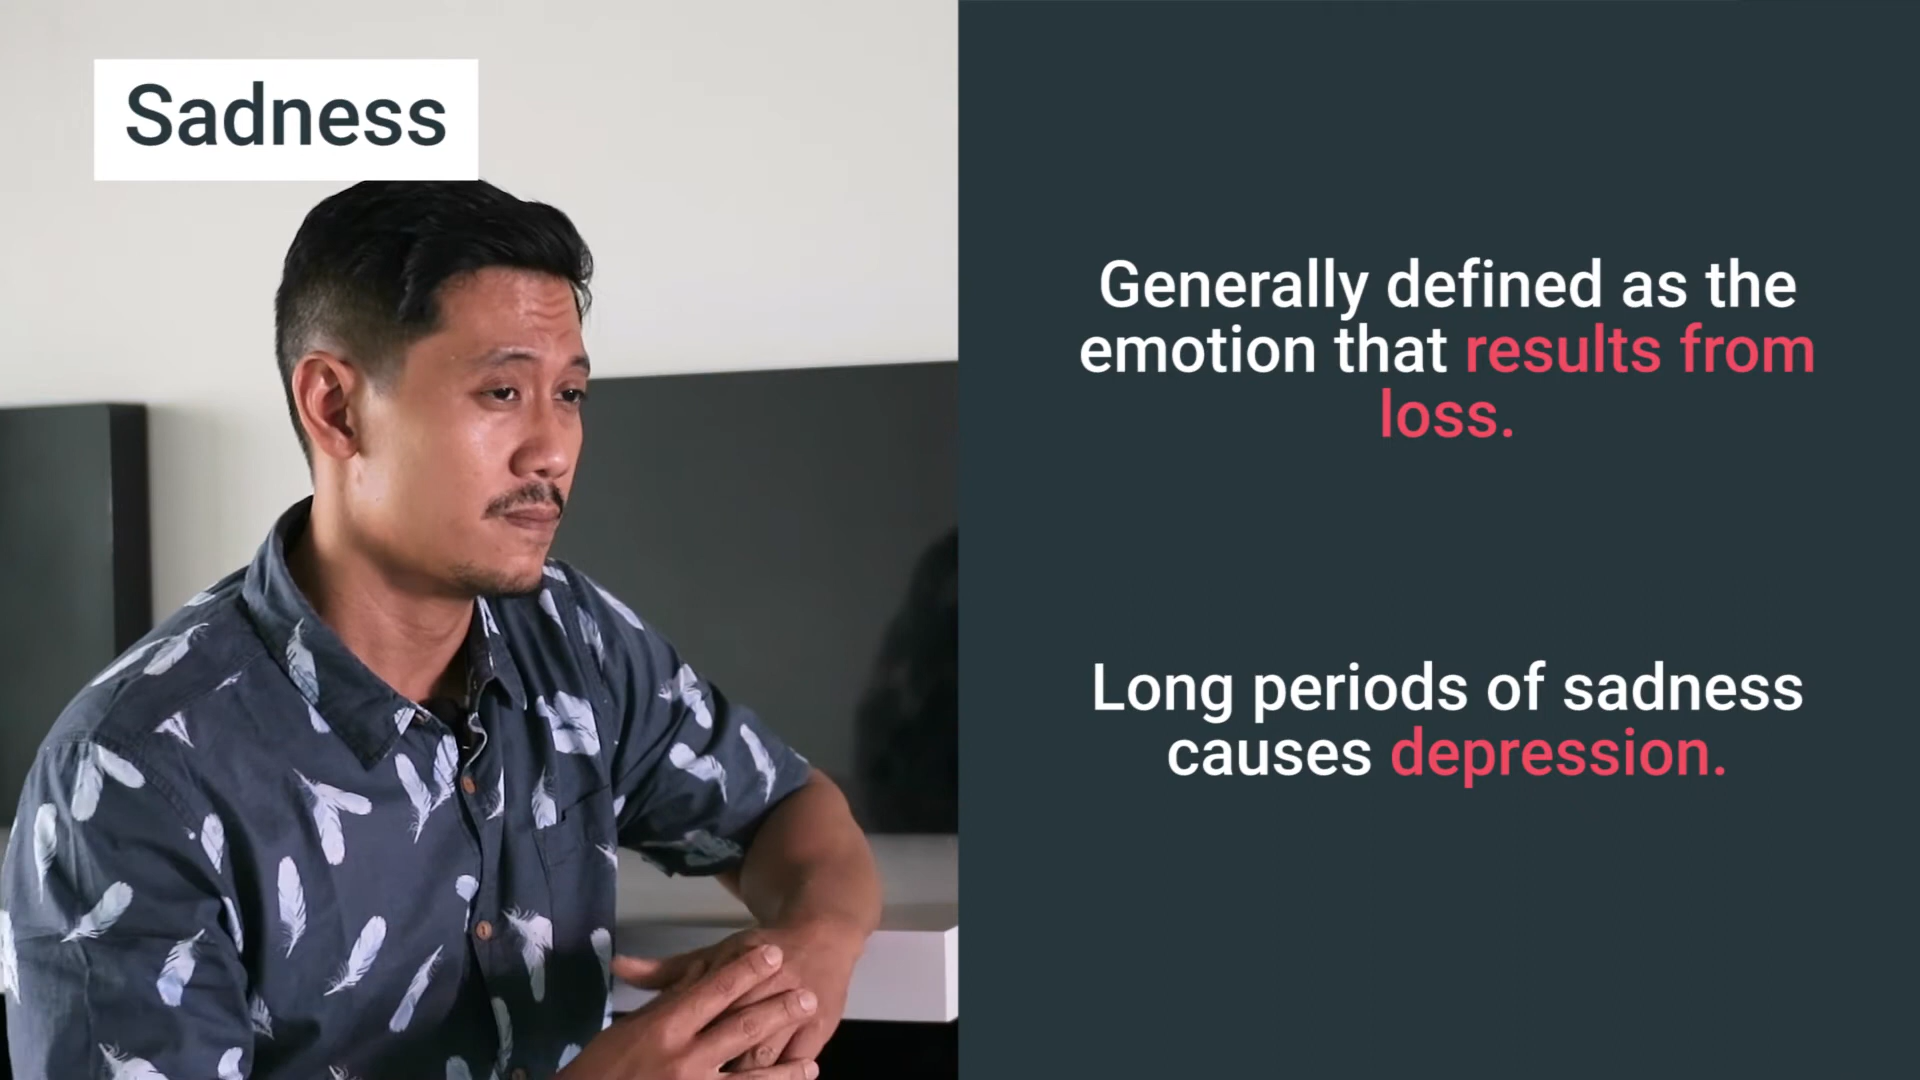 Sadness
Generally defined as the
emotion that results from
loss.
Long periods of sadness
causes depression.